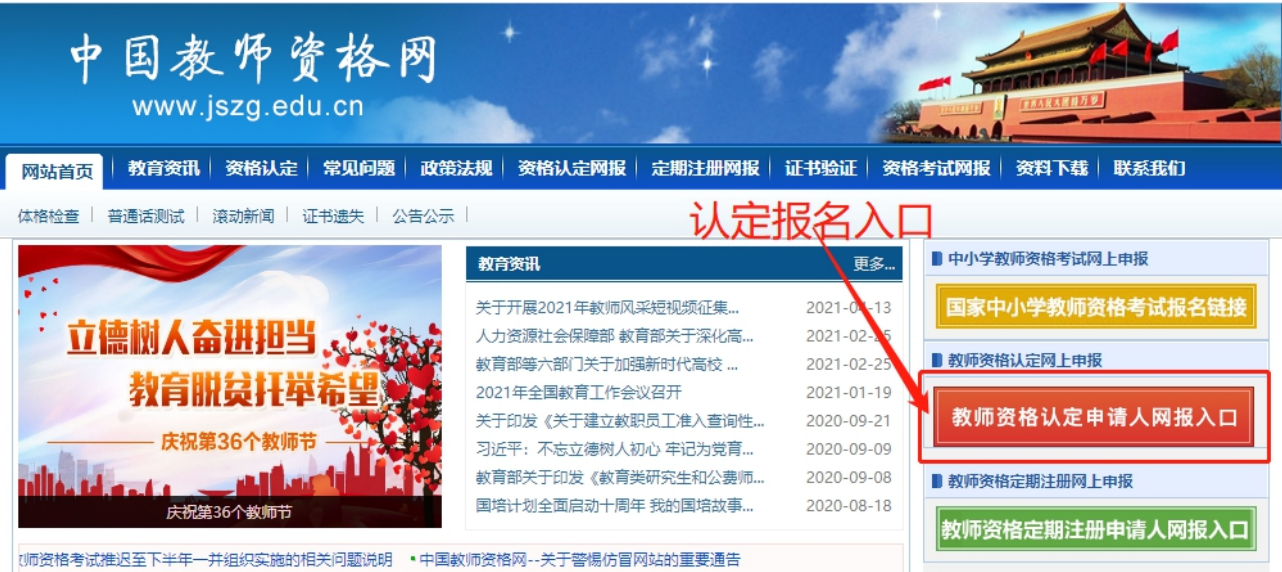 中国教师资格网
www.jszg.edu.cn
网站首页 教育资讯 资格认定 常见问题 政策法规 资格认定网报 定期注册网报 证书验证 资格考试网报 资料下载 联系我们
体格检查 普通话测试 滚动新闻 证书遗失 公告公示
认定报名入口
立德树人奋进担当
教育脱贫托举希望
庆祝第36个教师节
庆祝第36个教师节
教育资讯 更多...
关于开展2021年教师风采短视频征集... 2021-04-13
人力资源社会保障部 教育部关于深化高... 2021-02-25
教育部等六部门关于加强新时代高校 ... 2021-02-25
2021年全国教育工作会议召开 2021-01-19
关于印发《关于建立教职员工准入查询性... 2020-09-21
习近平：不忘立德树人初心 牢记为党育... 2020-09-09
教育部关于印发《教育类研究生和公费师... 2020-09-08
国培计划全面启动十周年 我的国培故事... 2020-08-18
中小学教师资格考试网上申报
国家中小学教师资格考试报名链接
教师资格认定网上申报
教师资格认定申请人网报入口
教师资格定期注册网上申报
教师资格定期注册申请人网报入口
师资格考试推迟至下半年一并组织实施的相关问题说明 中国教师资格网--关于警惕仿冒网站的重要通告